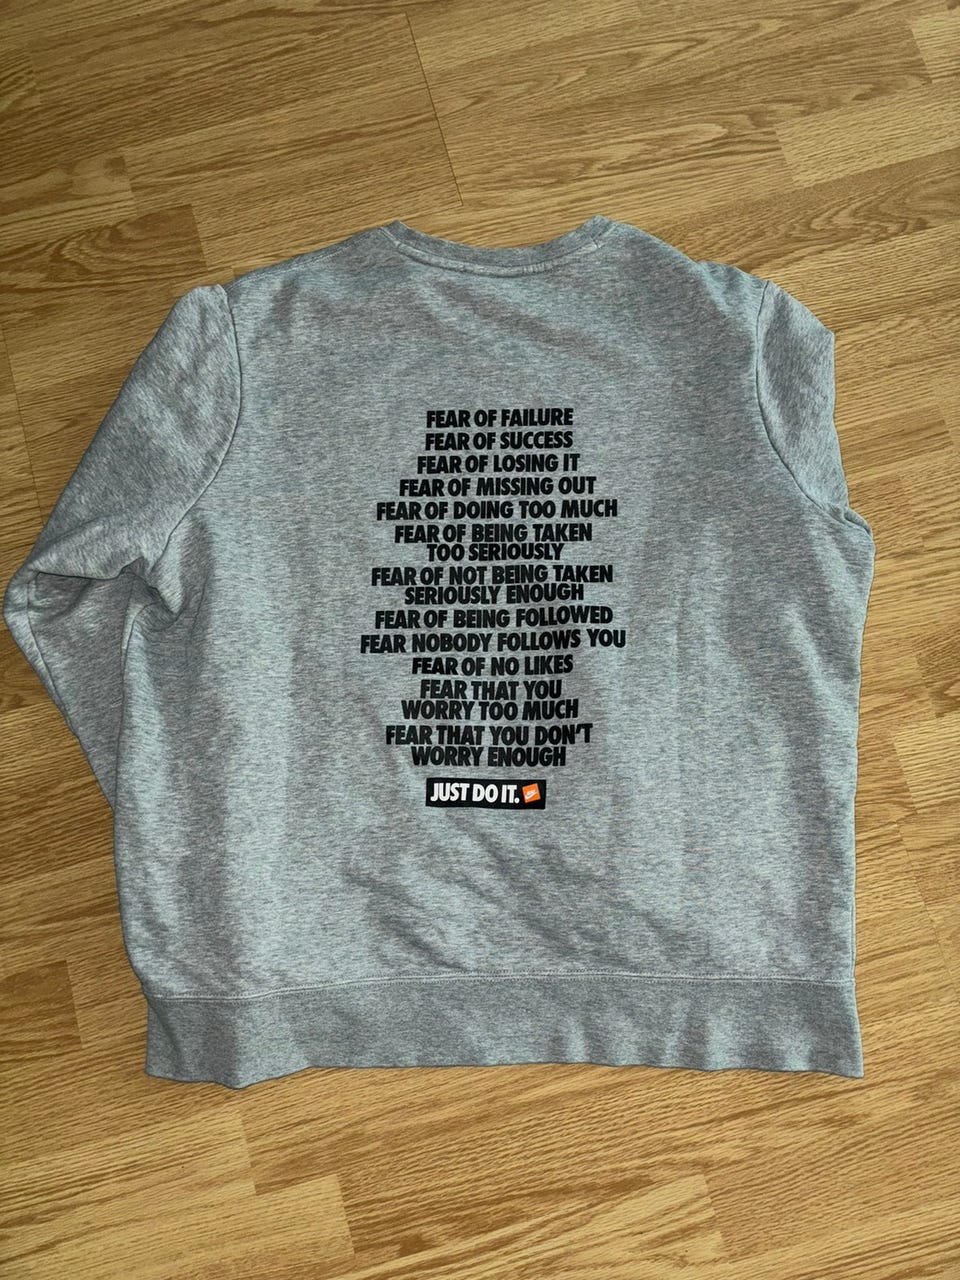 FEAR OF FAILURE
FEAR OF SUCCESS
FEAR OF LOSING IT
FEAR OF MISSING OUT
FEAR OF DOING TOO MUCH
FEAR OF BEING TAKEN
TOO SERIOUSLY
FEAR OF NOT BEING TAKEN
SERIOUSLY ENOUGH
FEAR OF BEING FOLLOWED
FEAR NOBODY FOLLOWS YOU
FEAR OF NO LIKES
FEAR THAT YOU
WORRY TOO MUCH
FEAR THAT YOU DON'T
WORRY ENOUGH
JUST DO IT.